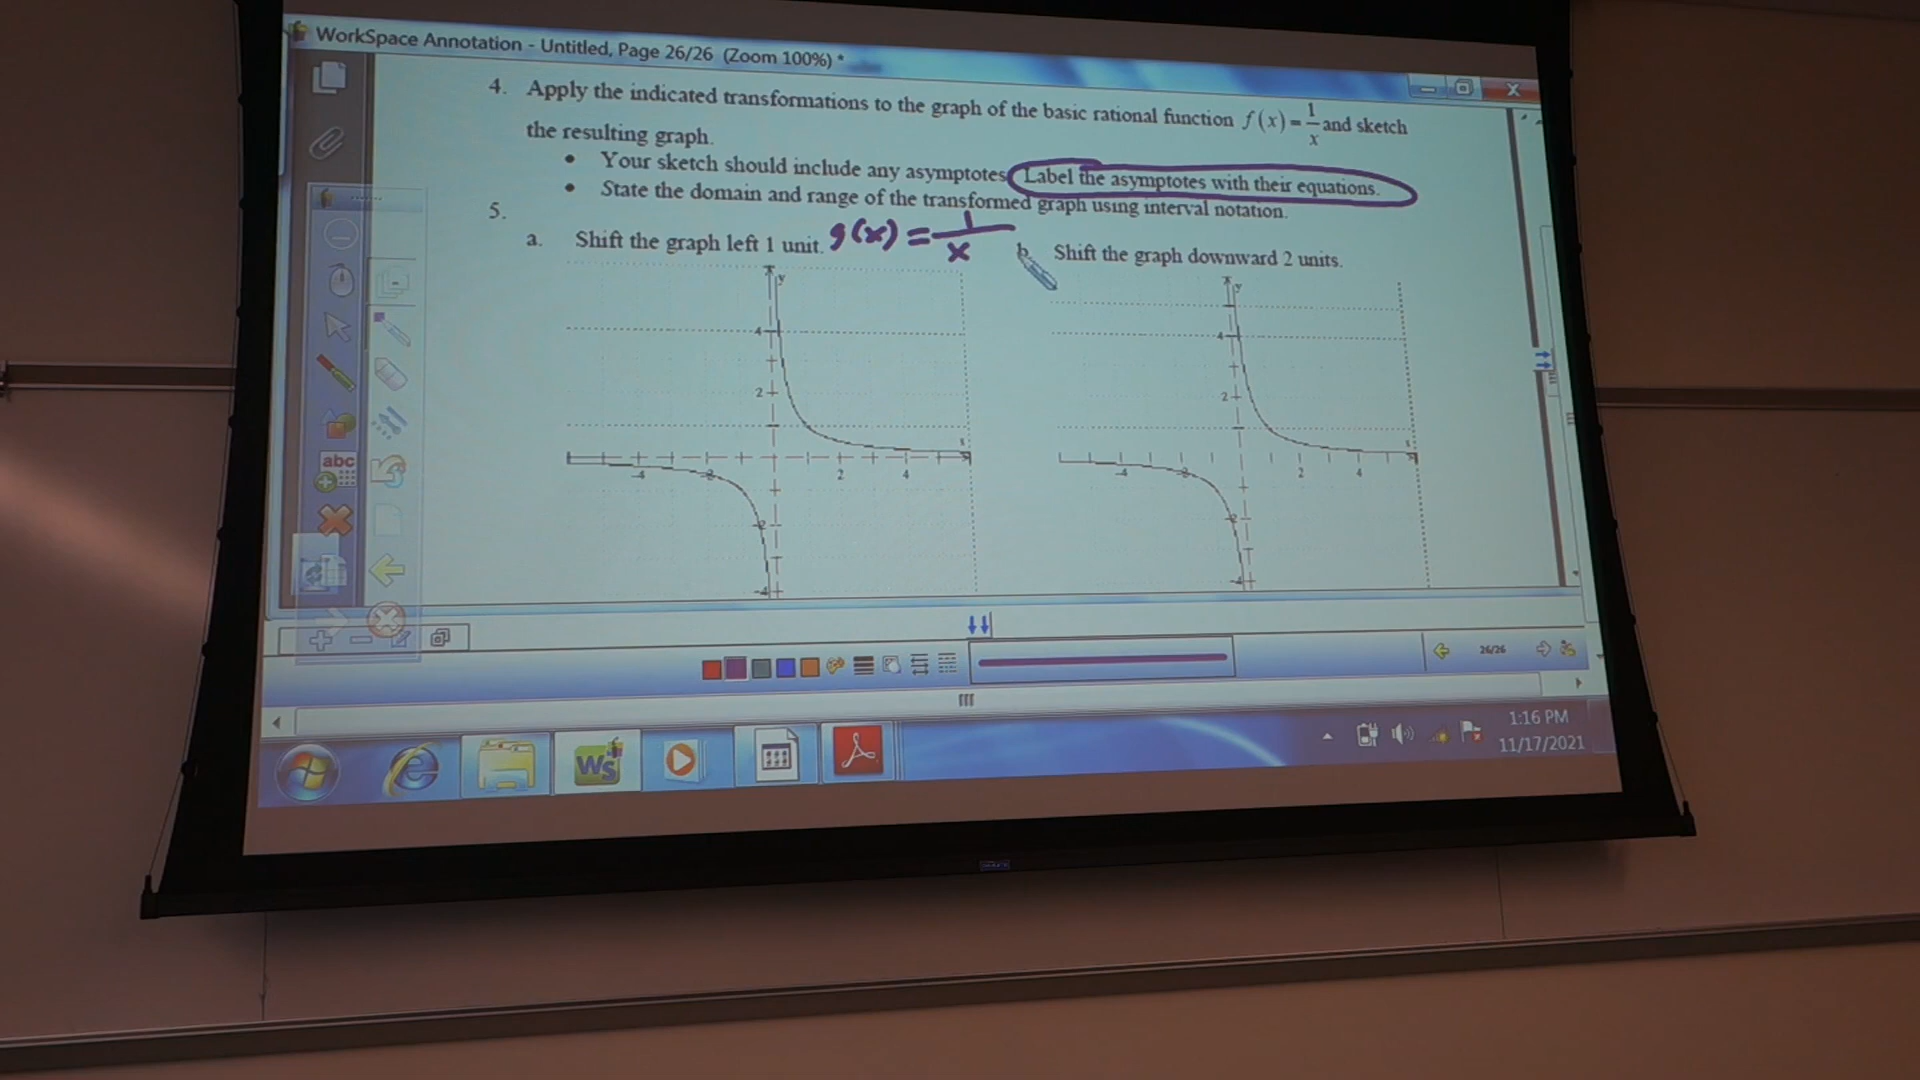 WorkSpace Annotation - Untitled, Page 26/26 (Zoom 100%) *
4. Apply the indicated transformations to the graph of the basic rational function f(x) = 1/x and sketch
the resulting graph.
• Your sketch should include any asymptotes Label the asymptotes with their equations.
• State the domain and range of the transformed graph using interval notation.
5.
a. Shift the graph left 1 unit. g(x) = 1/x
b. Shift the graph downward 2 units.
y
4
2
-4 -2 2 4
x
-2
-4
y
4
2
-4 -2 2 4
x
-2
-4
abc
26/26
WS
1:16 PM
11/17/2021